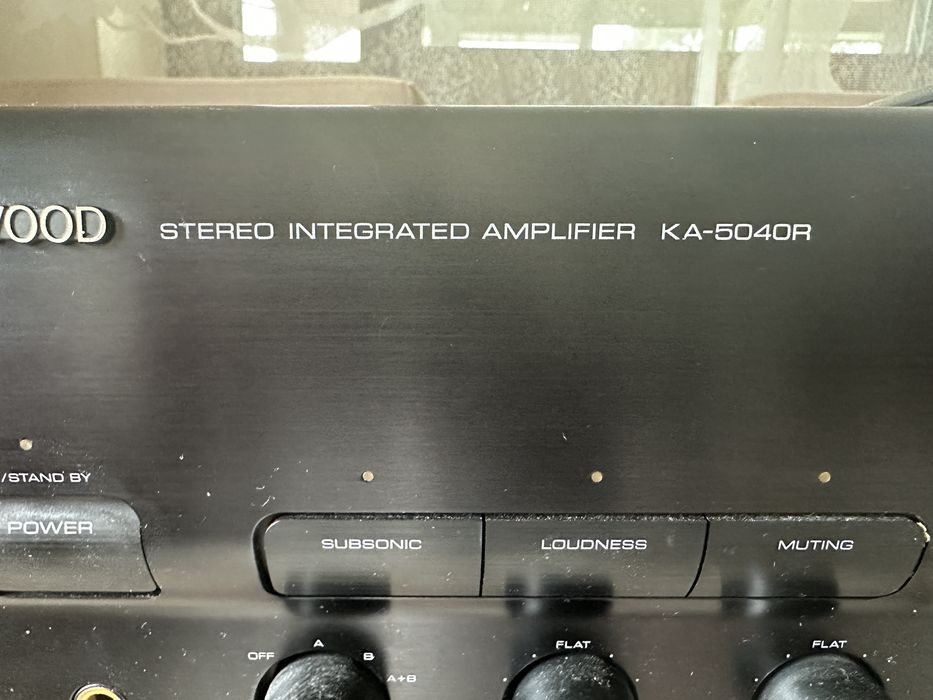 WOOD STEREO INTEGRATED AMPLIFIER KA-5040R
/STAND BY
POWER
SUBSONIC LOUDNESS MUTING
OFF A B A+B
FLAT FLAT